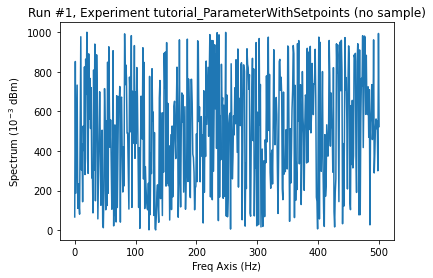 Run #1, Experiment tutorial_ParameterWithSetpoints (no sample)
Spectrum (10⁻³ dBm)
1000
800
600
400
200
0
0 100 200 300 400 500
Freq Axis (Hz)